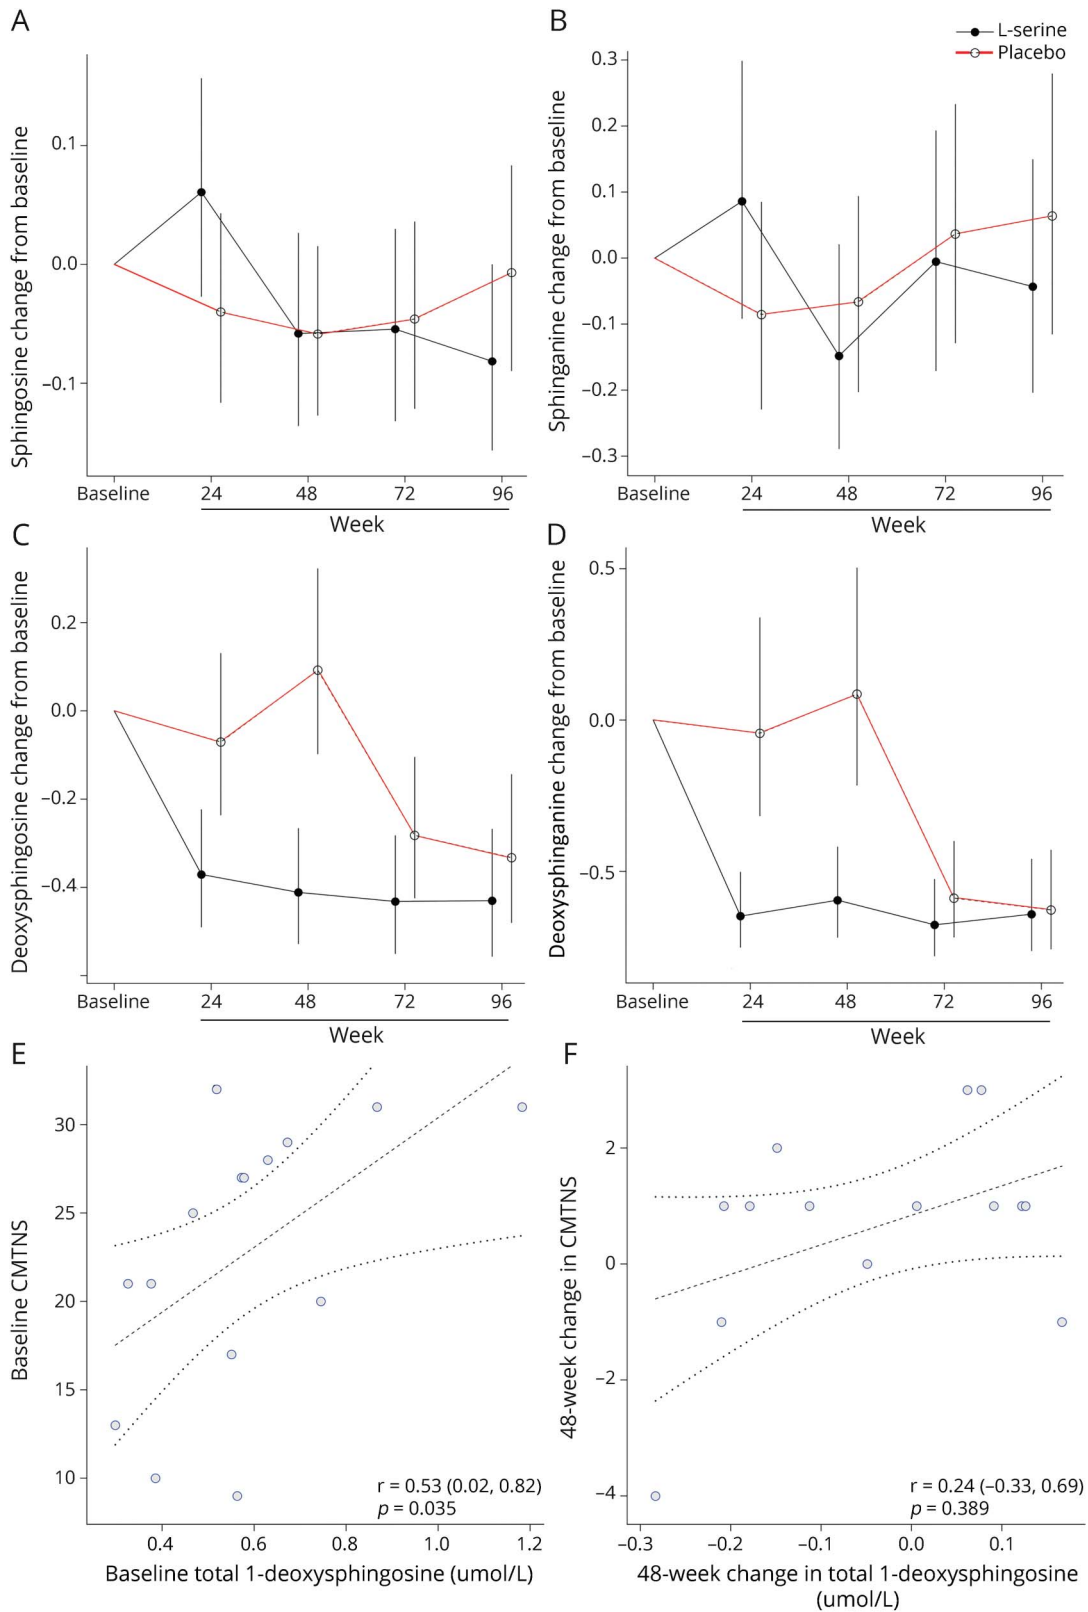 A
Sphingosine change from baseline
0.1
0.0
–0.1
Baseline 24 48 72 96
Week
B
L-serine
Placebo
Sphinganine change from baseline
0.3
0.2
0.1
0.0
–0.1
–0.2
–0.3
Baseline 24 48 72 96
Week
C
Deoxysphingosine change from baseline
0.2
0.0
–0.2
–0.4
Baseline 24 48 72 96
Week
D
Deoxysphinganine change from baseline
0.5
0.0
–0.5
Baseline 24 48 72 96
Week
E
Baseline CMTNS
30
25
20
15
10
r = 0.53 (0.02, 0.82)
p = 0.035
0.4 0.6 0.8 1.0 1.2
Baseline total 1-deoxysphingosine (umol/L)
F
48-week change in CMTNS
2
0
–2
–4
r = 0.24 (–0.33, 0.69)
p = 0.389
–0.3 –0.2 –0.1 0.0 0.1
48-week change in total 1-deoxysphingosine
(umol/L)